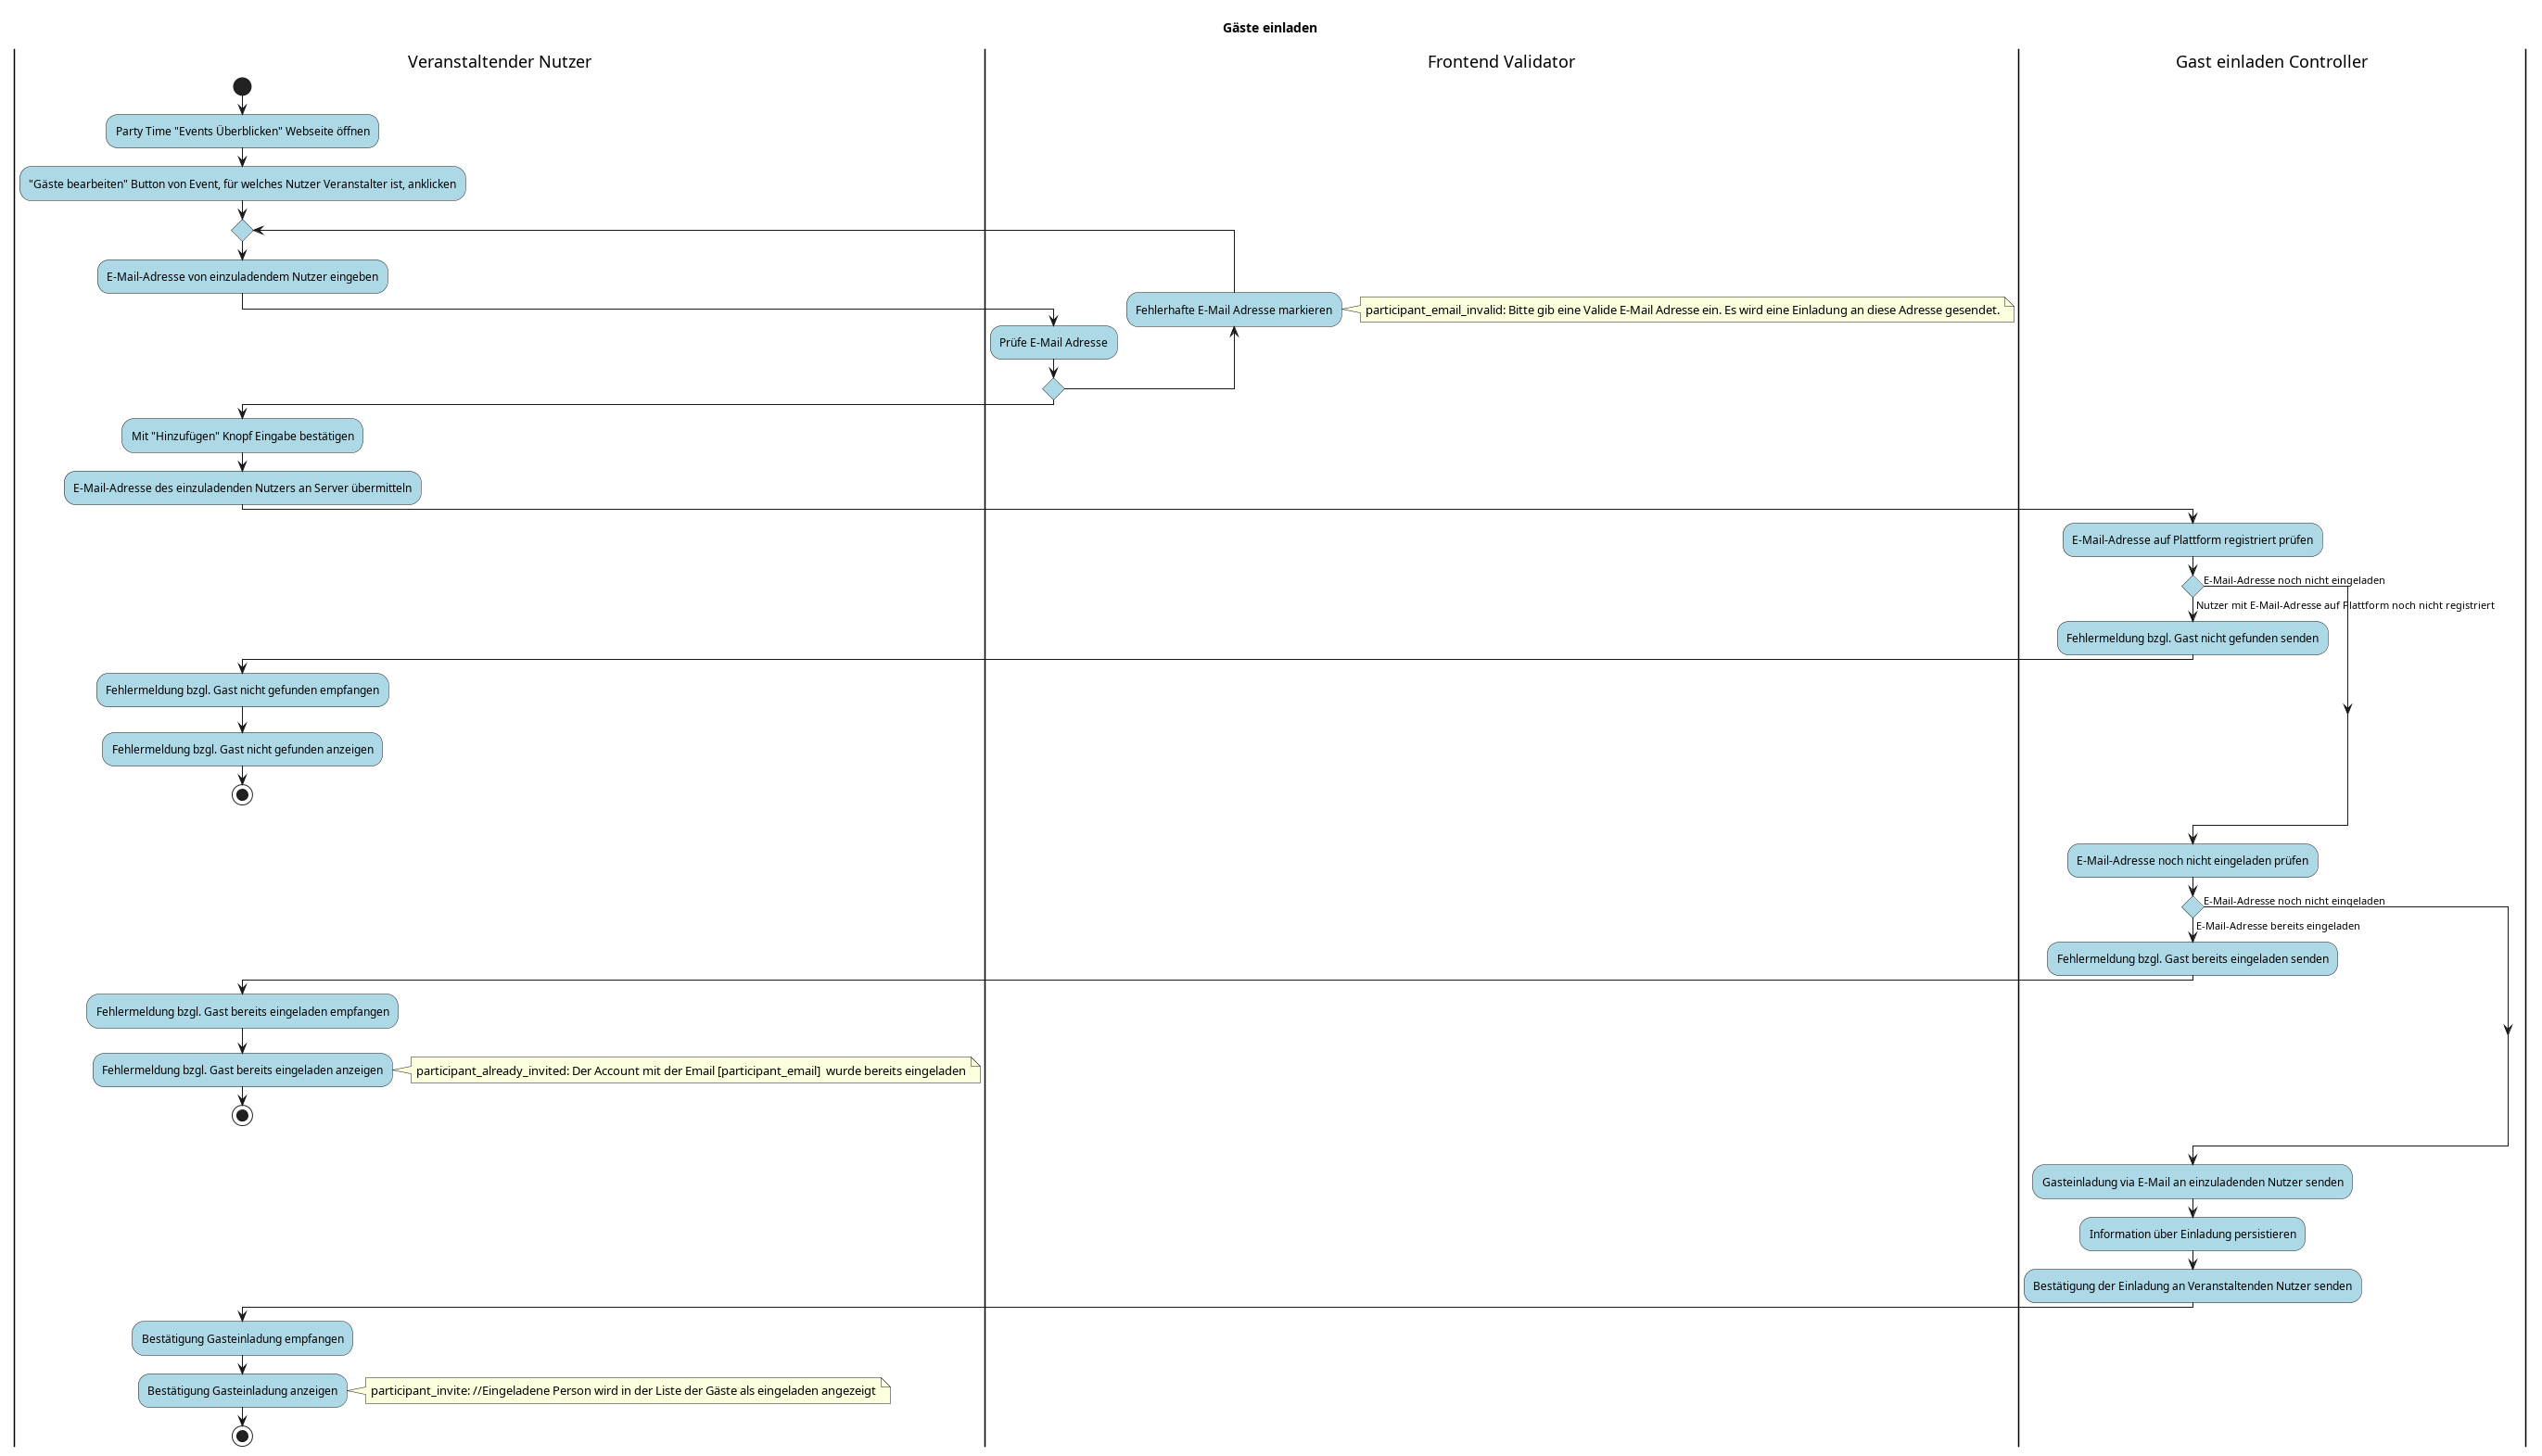 Gäste einladen
Veranstaltender Nutzer
Frontend Validator
Gast einladen Controller
Party Time "Events Überblicken" Webseite öffnen
"Gäste bearbeiten" Button von Event, für welches Nutzer Veranstalter ist, anklicken
E-Mail-Adresse von einzuladendem Nutzer eingeben
Fehlerhafte E-Mail Adresse markieren
participant_email_invalid: Bitte gib eine Valide E-Mail Adresse ein. Es wird eine Einladung an diese Adresse gesendet.
Prüfe E-Mail Adresse
Mit "Hinzufügen" Knopf Eingabe bestätigen
E-Mail-Adresse des einzuladenden Nutzers an Server übermitteln
E-Mail-Adresse auf Plattform registriert prüfen
E-Mail-Adresse noch nicht eingeladen
Nutzer mit E-Mail-Adresse auf Plattform noch nicht registriert
Fehlermeldung bzgl. Gast nicht gefunden senden
Fehlermeldung bzgl. Gast nicht gefunden empfangen
Fehlermeldung bzgl. Gast nicht gefunden anzeigen
E-Mail-Adresse noch nicht eingeladen prüfen
E-Mail-Adresse noch nicht eingeladen
E-Mail-Adresse bereits eingeladen
Fehlermeldung bzgl. Gast bereits eingeladen senden
Fehlermeldung bzgl. Gast bereits eingeladen empfangen
Fehlermeldung bzgl. Gast bereits eingeladen anzeigen
participant_already_invited: Der Account mit der Email [participant_email]  wurde bereits eingeladen
Gasteinladung via E-Mail an einzuladenden Nutzer senden
Information über Einladung persistieren
Bestätigung der Einladung an Veranstaltenden Nutzer senden
Bestätigung Gasteinladung empfangen
Bestätigung Gasteinladung anzeigen
participant_invite: //Eingeladene Person wird in der Liste der Gäste als eingeladen angezeigt